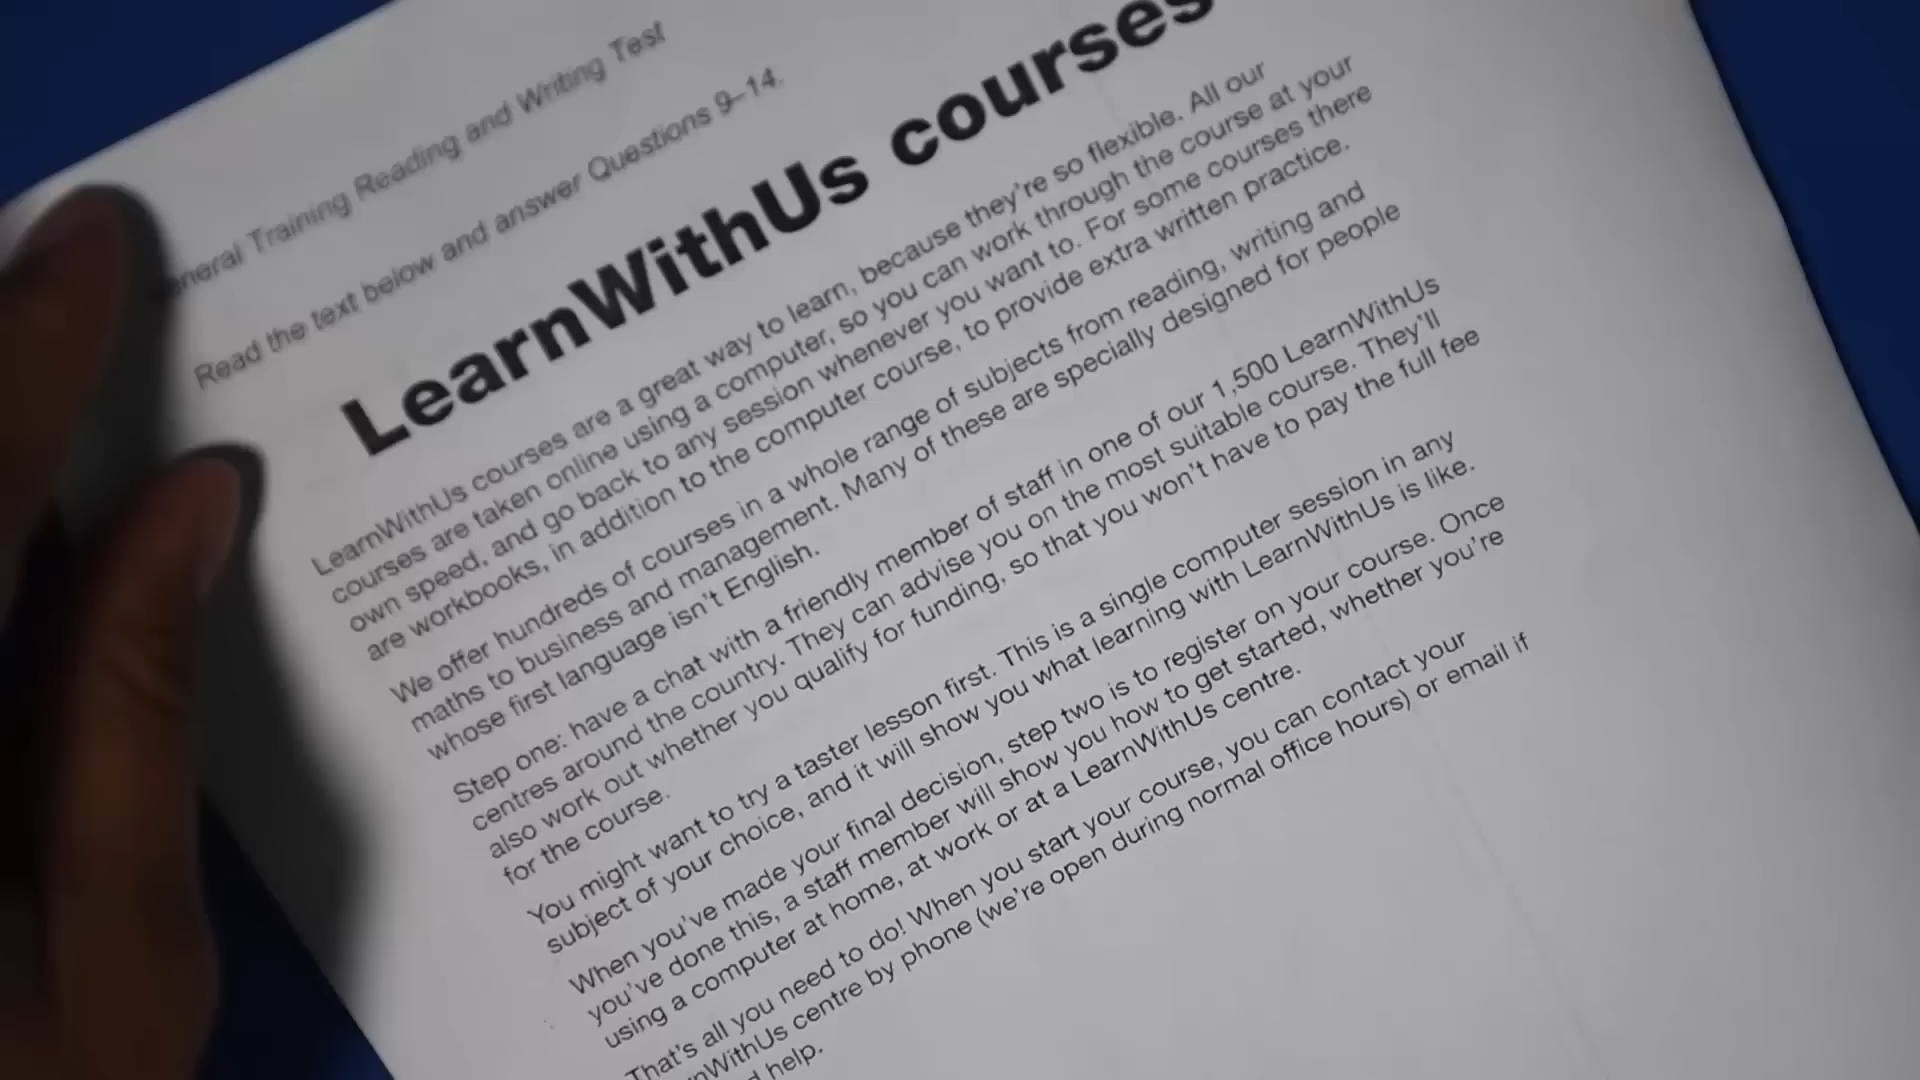 eneral Training Reading and Writing Test
Read the text below and answer Questions 9–14.
LearnWithUs courses
LearnWithUs courses are a great way to learn, because they're so flexible. All our
courses are taken online using a computer, so you can work through the course at your
own speed, and go back to any session whenever you want to. For some courses there
are workbooks, in addition to the computer course, to provide extra written practice.
We offer hundreds of courses in a whole range of subjects from reading, writing and
maths to business and management. Many of these are specially designed for people
whose first language isn't English.
Step one: have a chat with a friendly member of staff in one of our 1,500 LearnWithUs
centres around the country. They can advise you on the most suitable course. They'll
also work out whether you qualify for funding, so that you won't have to pay the full fee
for the course.
You might want to try a taster lesson first. This is a single computer session in any
subject of your choice, and it will show you what learning with LearnWithUs is like.
When you've made your final decision, step two is to register on your course. Once
you've done this, a staff member will show you how to get started, whether you're
using a computer at home, at work or at a LearnWithUs centre.
That's all you need to do! When you start your course, you can contact your
nWithUs centre by phone (we're open during normal office hours) or email if
d help.